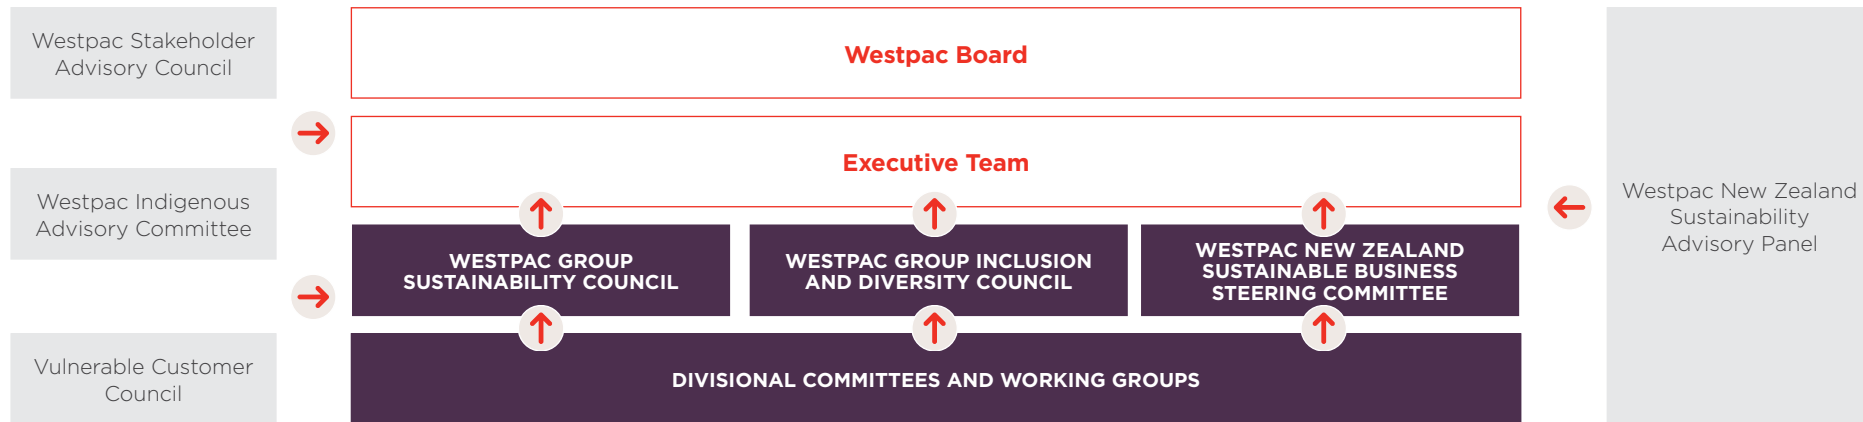 Westpac Stakeholder
Advisory Council
Westpac Indigenous
Advisory Committee
Vulnerable Customer
Council
Westpac Board
Executive Team
WESTPAC GROUP
SUSTAINABILITY COUNCIL
WESTPAC GROUP INCLUSION
AND DIVERSITY COUNCIL
WESTPAC NEW ZEALAND
SUSTAINABLE BUSINESS
STEERING COMMITTEE
DIVISIONAL COMMITTEES AND WORKING GROUPS
Westpac New Zealand
Sustainability
Advisory Panel